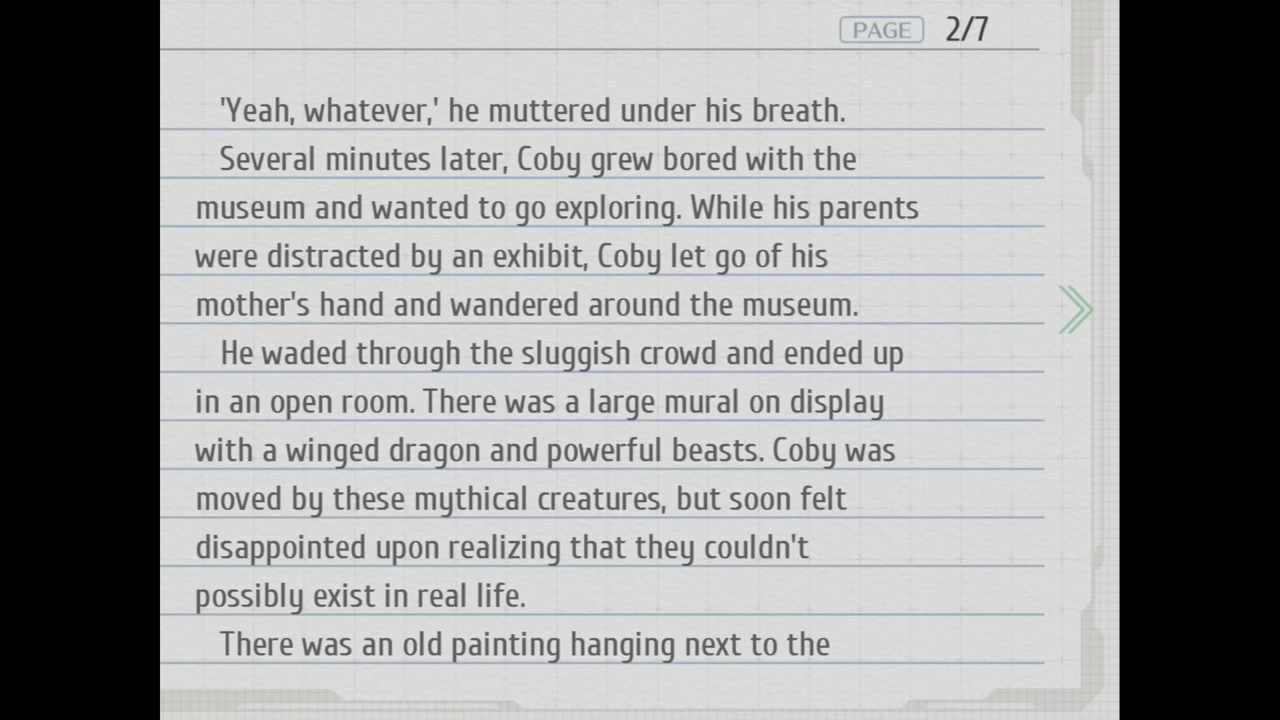 PAGE 2/7
'Yeah, whatever,' he muttered under his breath.
Several minutes later, Coby grew bored with the
museum and wanted to go exploring. While his parents
were distracted by an exhibit, Coby let go of his
mother's hand and wandered around the museum.
He waded through the sluggish crowd and ended up
in an open room. There was a large mural on display
with a winged dragon and powerful beasts. Coby was
moved by these mythical creatures, but soon felt
disappointed upon realizing that they couldn't
possibly exist in real life.
There was an old painting hanging next to the